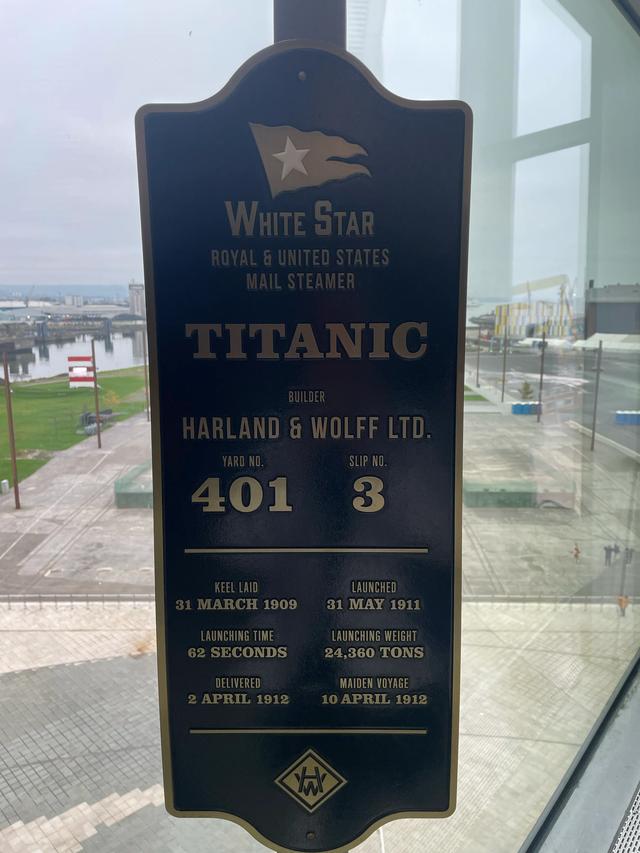 WHITE STAR
ROYAL & UNITED STATES
MAIL STEAMER
TITANIC
BUILDER
HARLAND & WOLFF LTD.
YARD NO. SLIP NO.
401 3
KEEL LAID LAUNCHED
31 MARCH 1909 31 MAY 1911
LAUNCHING TIME LAUNCHING WEIGHT
62 SECONDS 24,360 TONS
DELIVERED MAIDEN VOYAGE
2 APRIL 1912 10 APRIL 1912
HW